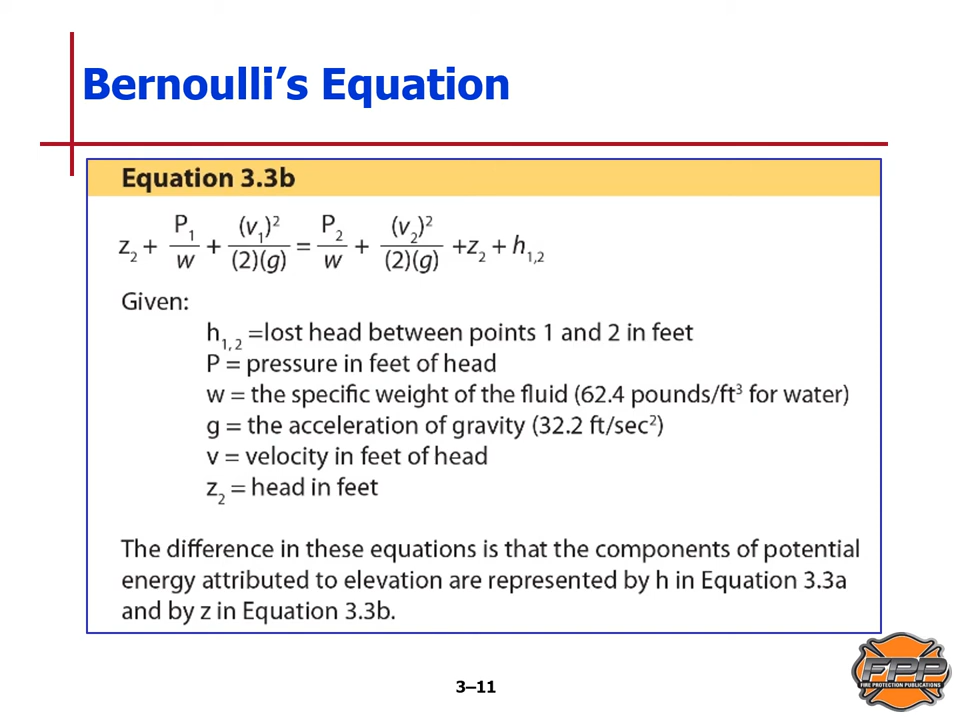 Bernoulli's Equation
Equation 3.3b
z₂ + P₁/w + (v₁)²/(2)(g) = P₂/w + (v₂)²/(2)(g) +z₂ + h₁,₂
Given:
h₁, ₂ =lost head between points 1 and 2 in feet
P = pressure in feet of head
w = the specific weight of the fluid (62.4 pounds/ft³ for water)
g = the acceleration of gravity (32.2 ft/sec²)
v = velocity in feet of head
z₂ = head in feet
The difference in these equations is that the components of potential
energy attributed to elevation are represented by h in Equation 3.3a
and by z in Equation 3.3b.
3–11
FPP
FIRE PROTECTION PUBLICATIONS